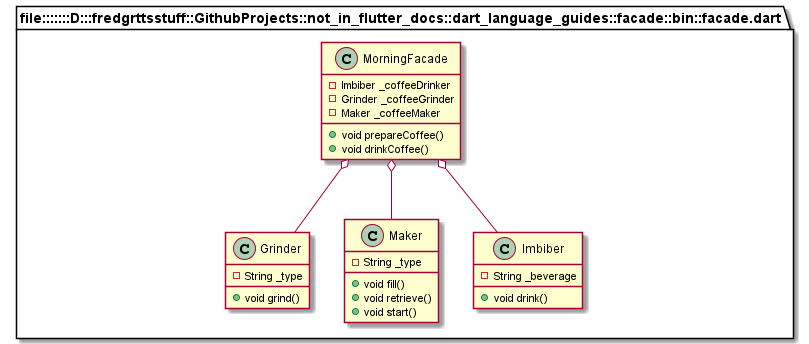 file:::::::D:::fredgrttsstuff::GithubProjects::not_in_flutter_docs::dart_language_guides::facade::bin::facade.dart
C MorningFacade
Imbiber _coffeeDrinker
Grinder _coffeeGrinder
Maker _coffeeMaker
void prepareCoffee()
void drinkCoffee()
C Grinder
String _type
void grind()
C Maker
String _type
void fill()
void retrieve()
void start()
C Imbiber
String _beverage
void drink()